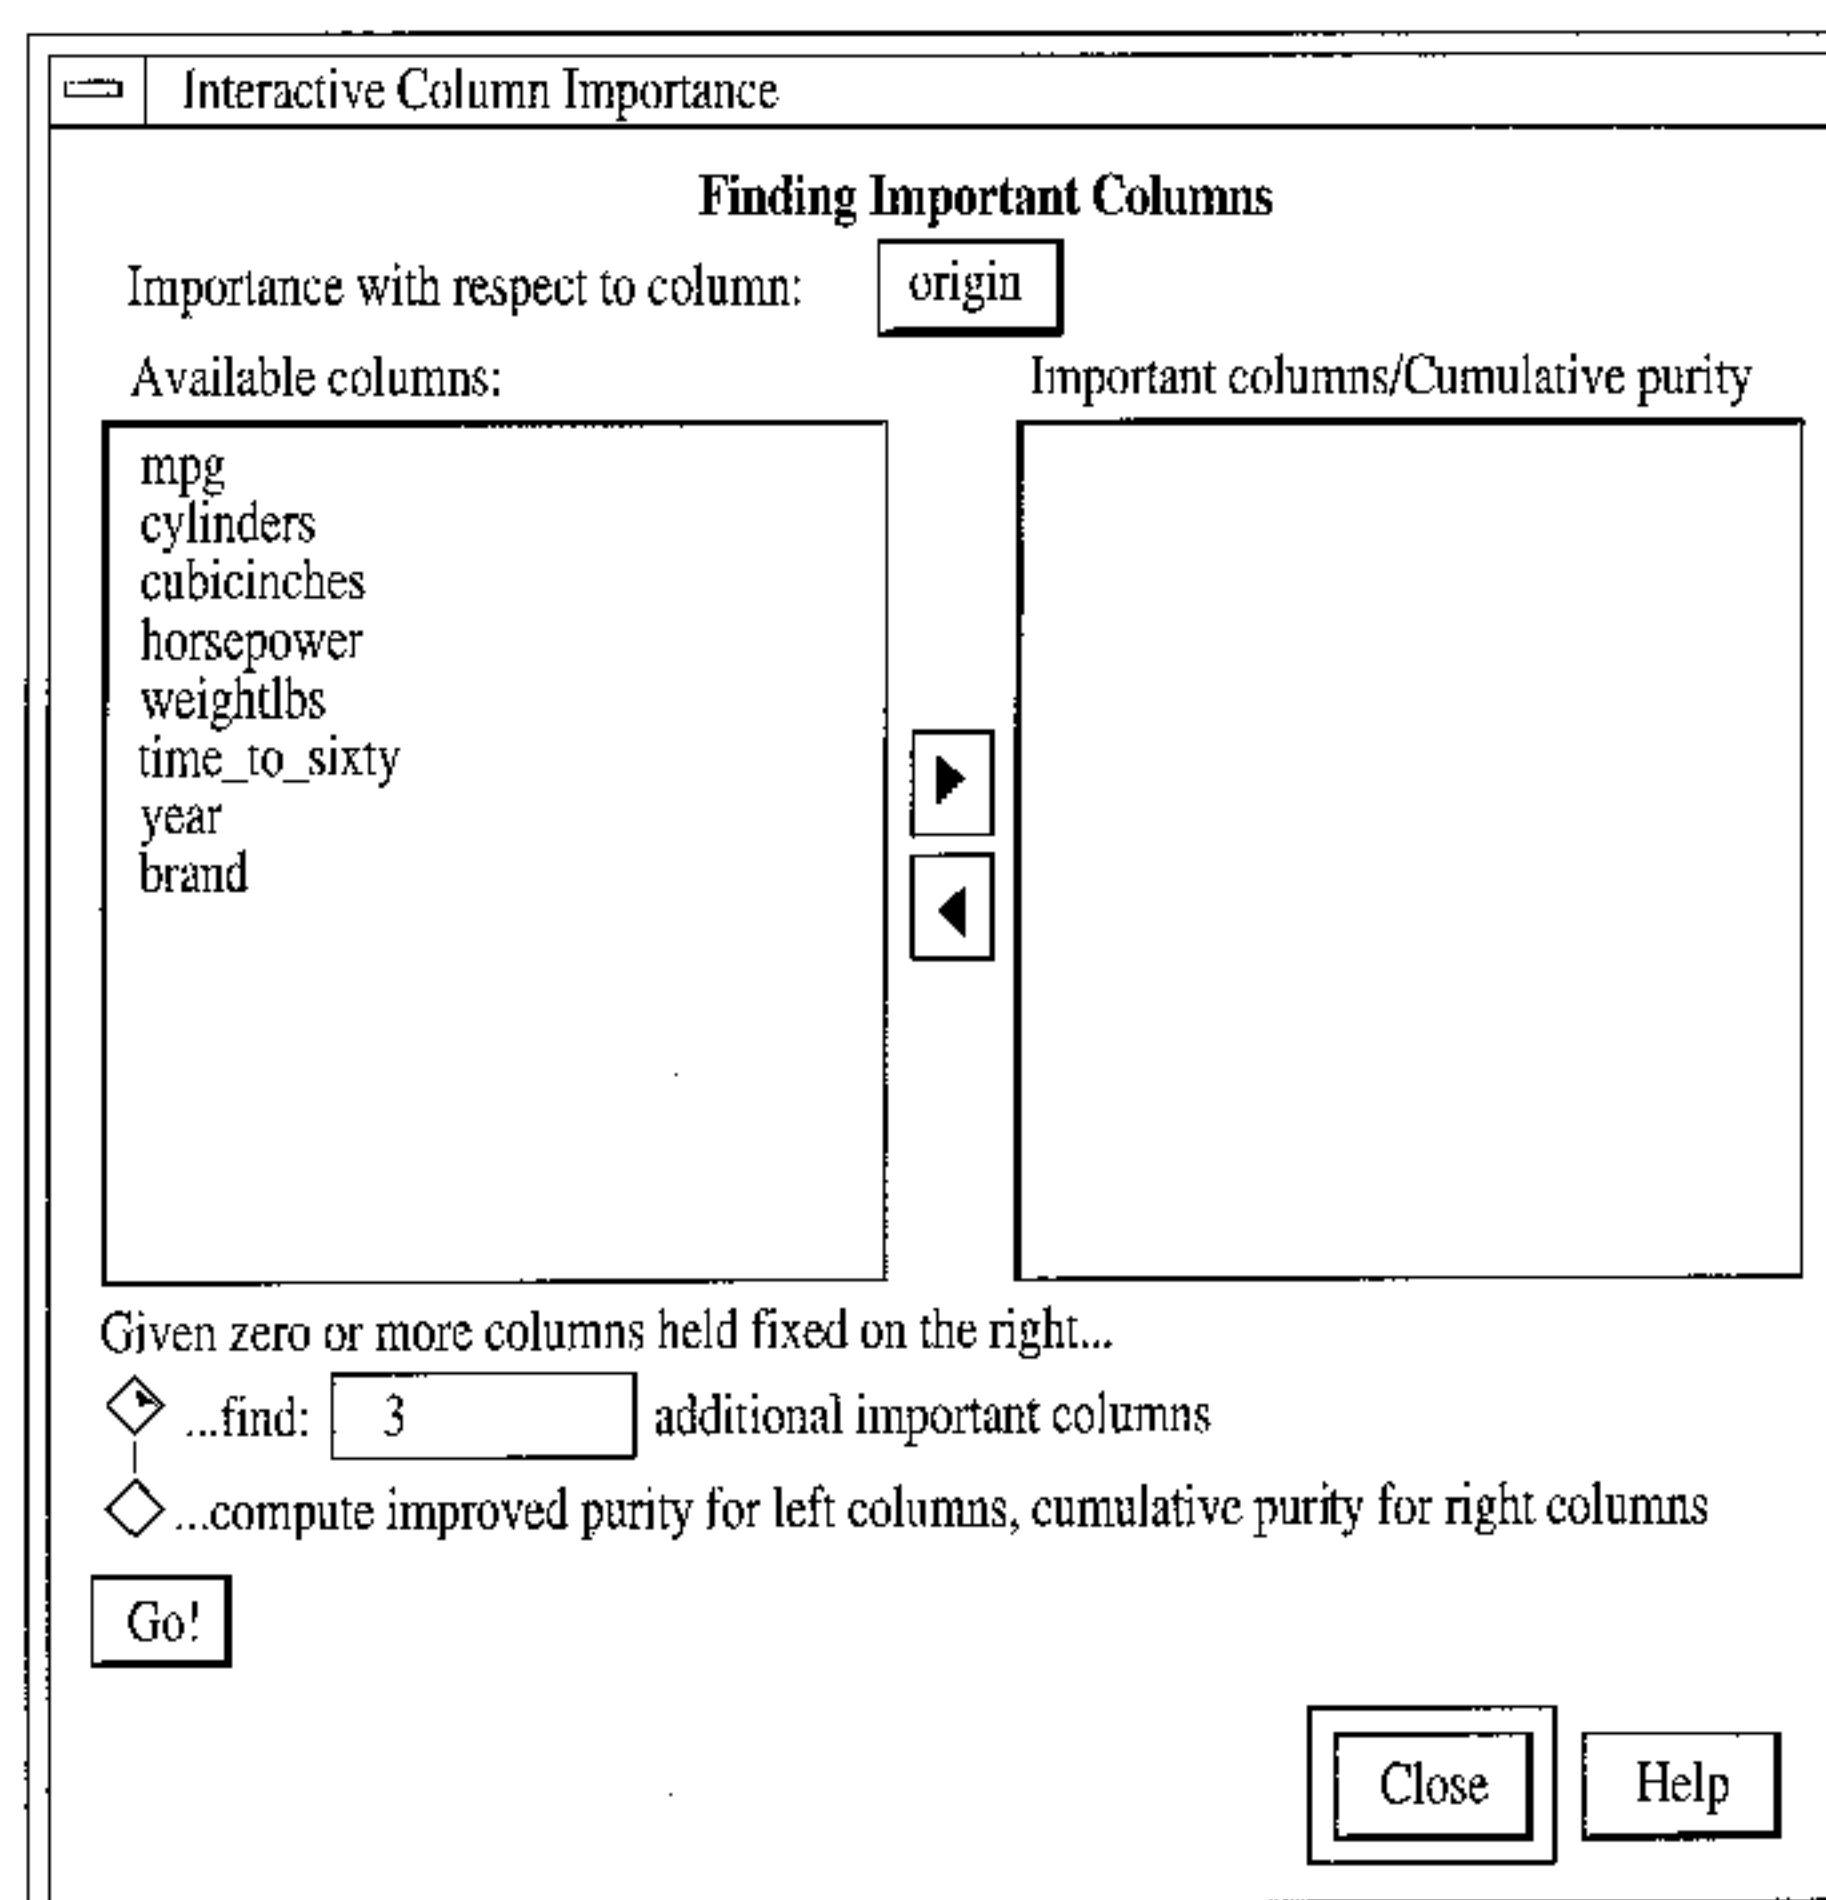 Interactive Column Importance
Finding Important Columns
Importance with respect to column: origin
Available columns:
Important columns/Cumulative purity
mpg
cylinders
cubicinches
horsepower
weightlbs
time_to_sixty
year
brand
Given zero or more columns held fixed on the right...
...find: 3 additional important columns
...compute improved purity for left columns, cumulative purity for right columns
Go!
Close Help